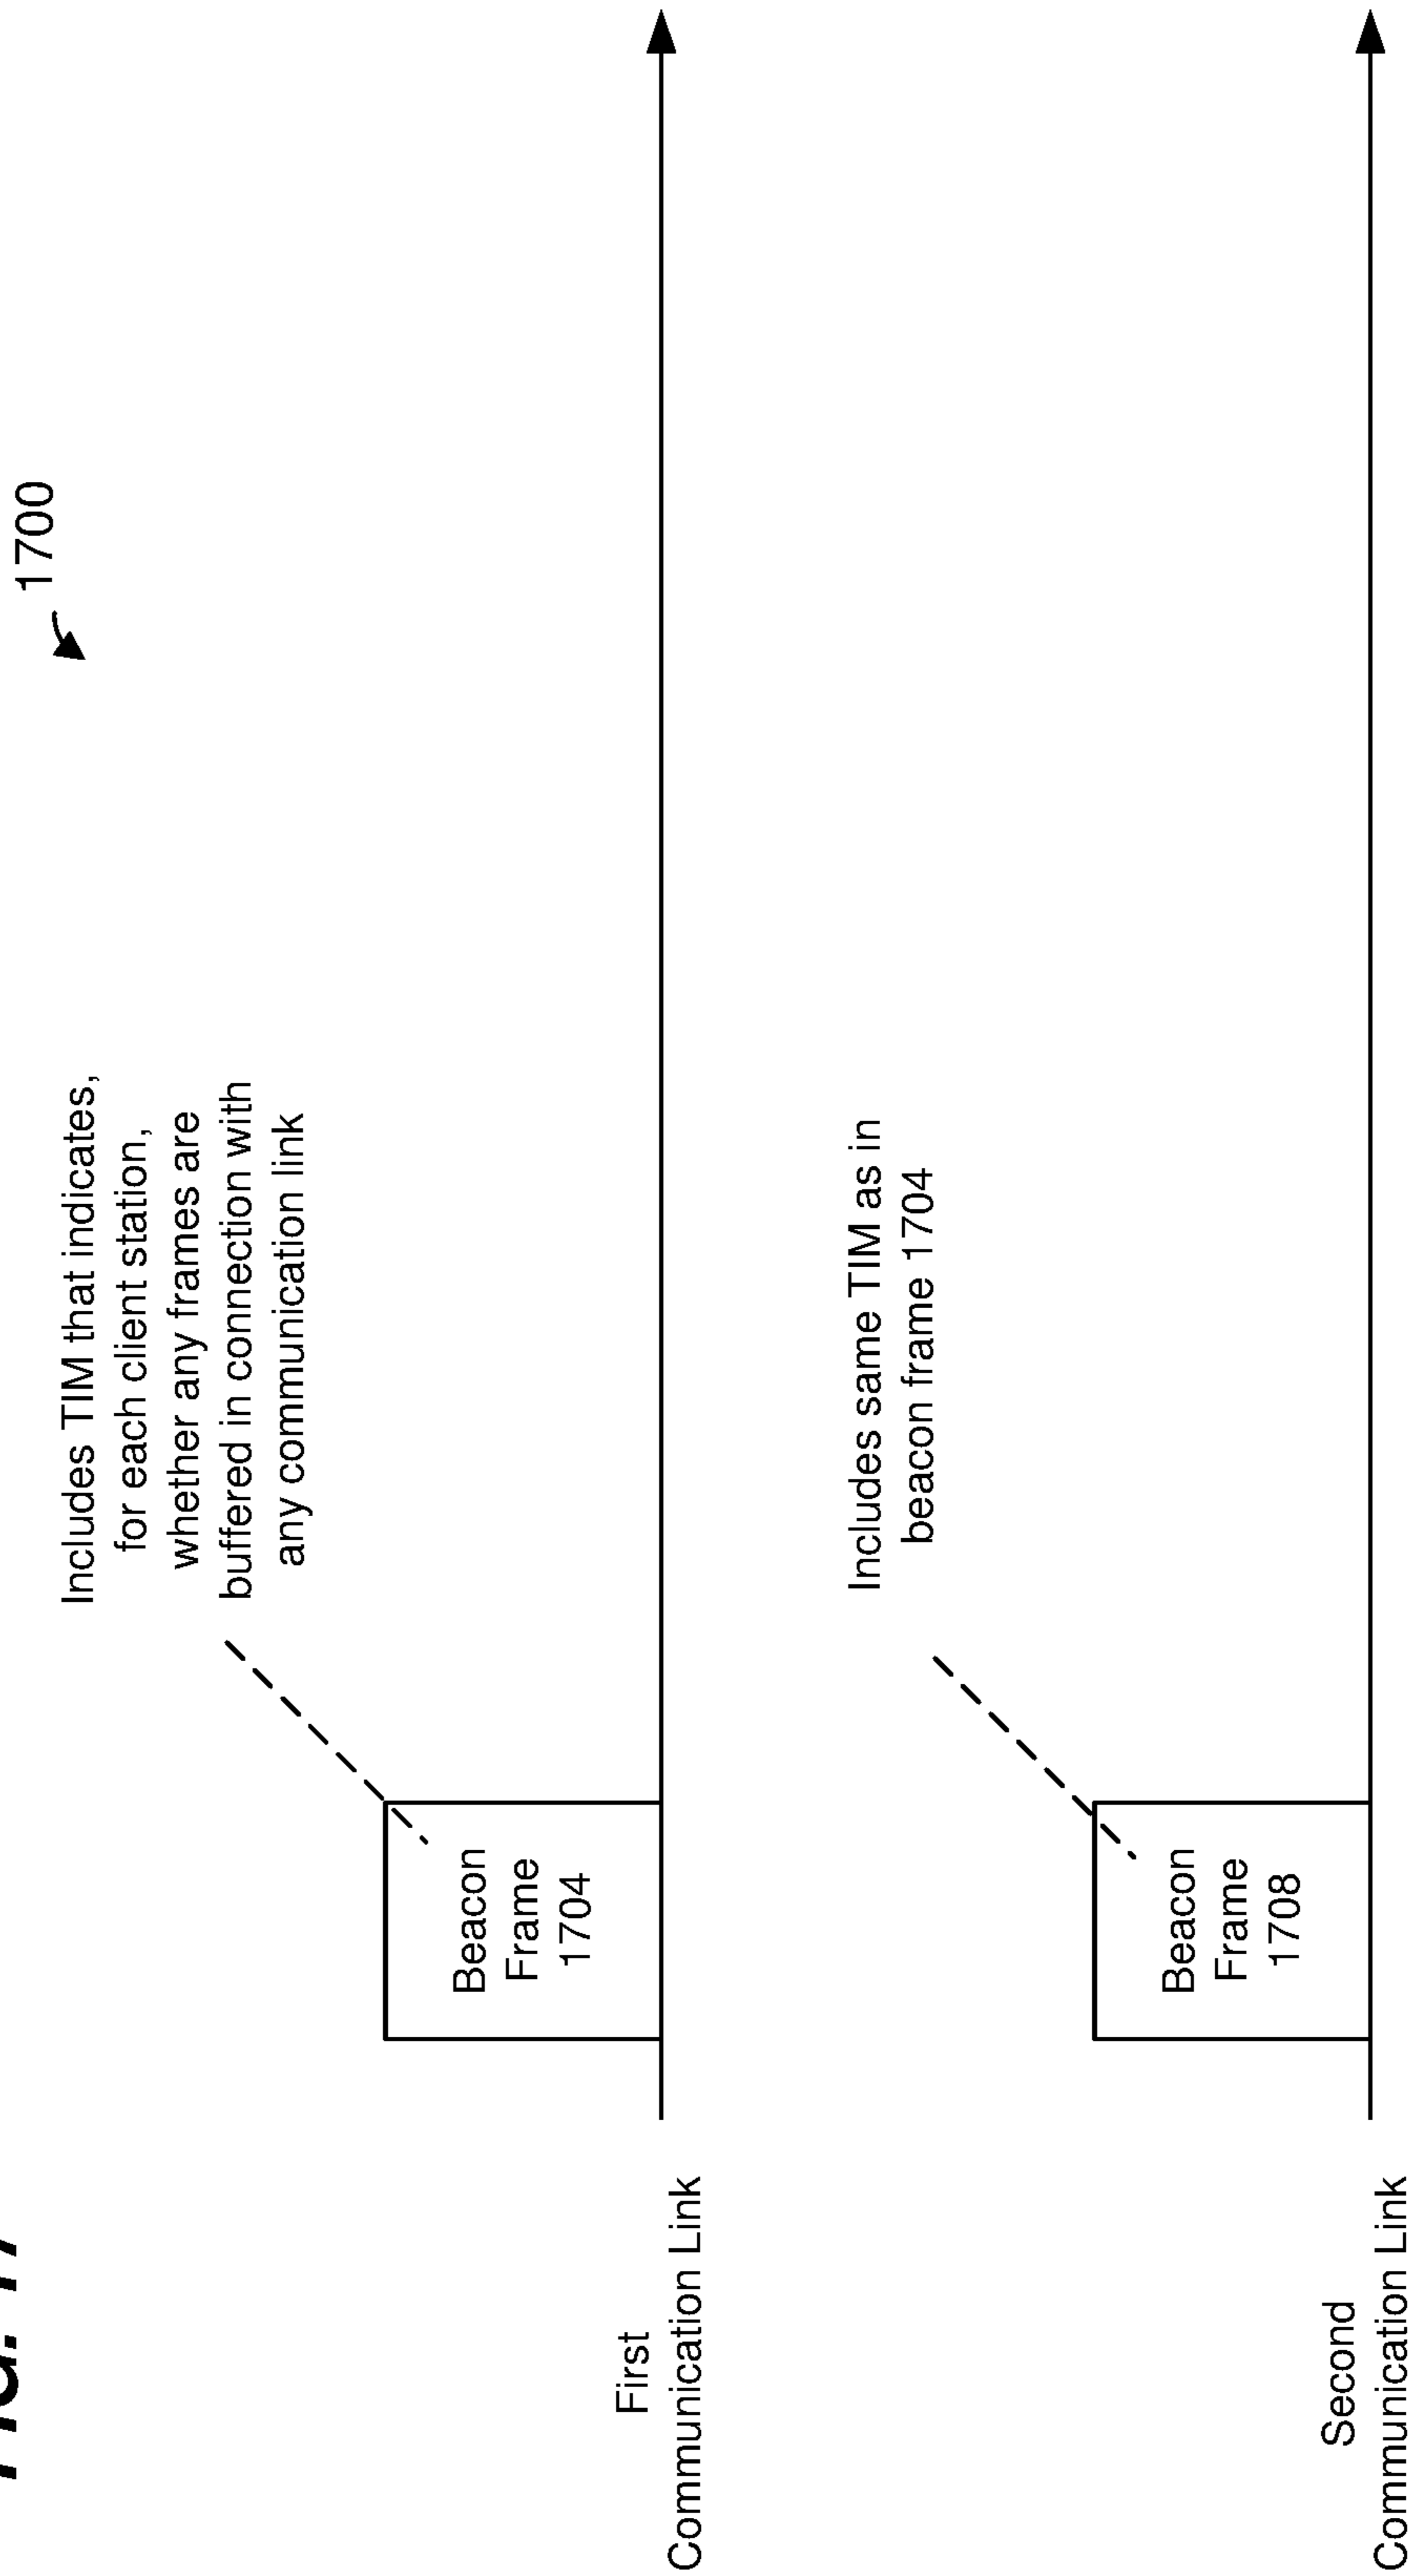 1700
Includes TIM that indicates,
for each client station,
whether any frames are
buffered in connection with
any communication link
Beacon
Frame
1704
First
Communication Link
Includes same TIM as in
beacon frame 1704
Beacon
Frame
1708
Second
Communication Link